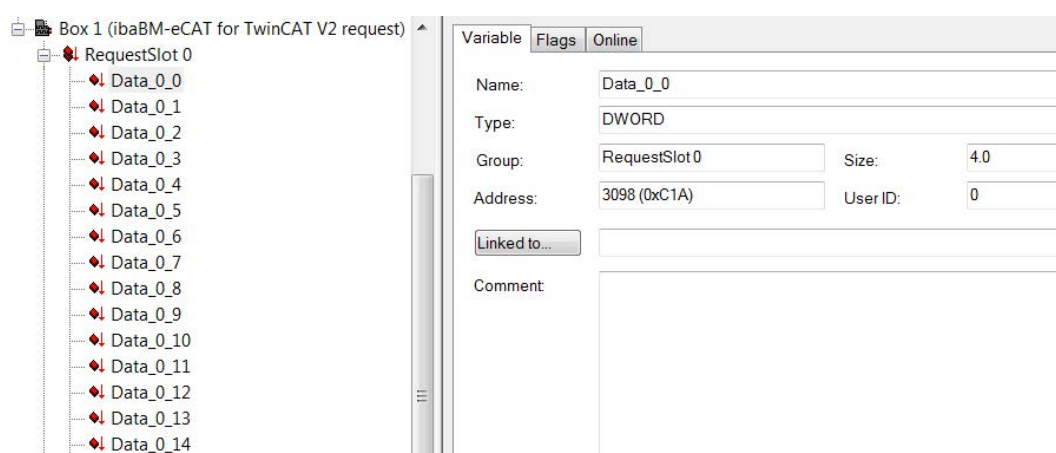 Box 1 (ibaBM-eCAT for TwinCAT V2 request)
RequestSlot 0
Data_0_0
Data_0_1
Data_0_2
Data_0_3
Data_0_4
Data_0_5
Data_0_6
Data_0_7
Data_0_8
Data_0_9
Data_0_10
Data_0_11
Data_0_12
Data_0_13
Data_0_14
Variable Flags Online
Name: Data_0_0
Type: DWORD
Group: RequestSlot 0 Size: 4.0
Address: 3098 (0xC1A) User ID: 0
Linked to...
Comment: